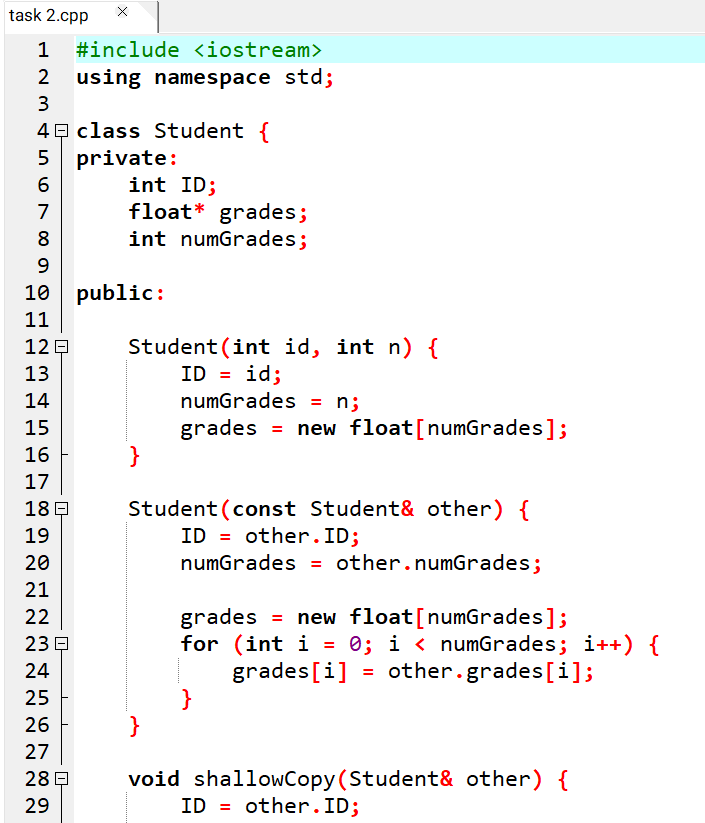 task 2.cpp ×
1 #include <iostream>
2 using namespace std;
3
4 class Student {
5 private:
6     int ID;
7     float* grades;
8     int numGrades;
9
10 public:
11
12     Student(int id, int n) {
13         ID = id;
14         numGrades = n;
15         grades = new float[numGrades];
16     }
17
18     Student(const Student& other) {
19         ID = other.ID;
20         numGrades = other.numGrades;
21
22         grades = new float[numGrades];
23         for (int i = 0; i < numGrades; i++) {
24             grades[i] = other.grades[i];
25         }
26     }
27
28     void shallowCopy(Student& other) {
29         ID = other.ID;